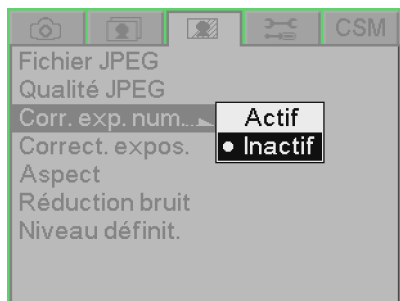 CSM
Fichier JPEG
Qualité JPEG
Corr. exp. num... Actif
Correct. expos. Inactif
Aspect
Réduction bruit
Niveau définit.